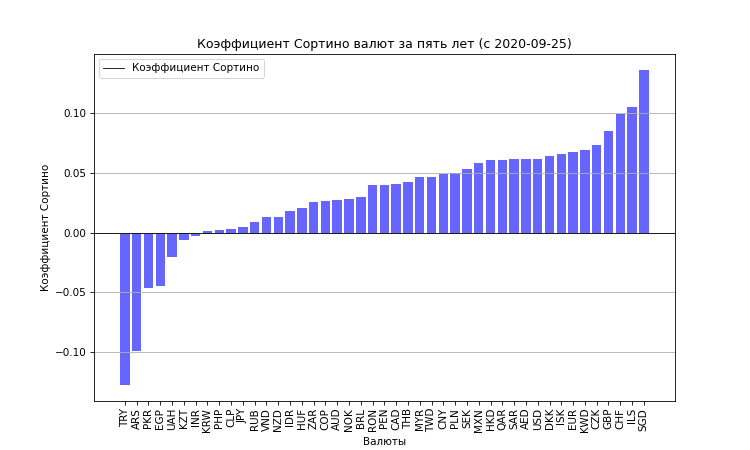 Коэффициент Сортино валют за пять лет (с 2020-09-25)
Коэффициент Сортино
0.10
0.05
0.00
−0.05
−0.10
Коэффициент Сортино
TRY ARS PKR EGP UAH KZT INR KRW PHP CLP JPY RUB VND NZD IDR HUF ZAR COP AUD NOK BRL RON PEN CAD THB MYR TWD CNY PLN SEK MXN HKD QAR SAR AED USD DKK ISK EUR KWD CZK GBP CHF ILS SGD
Валюты